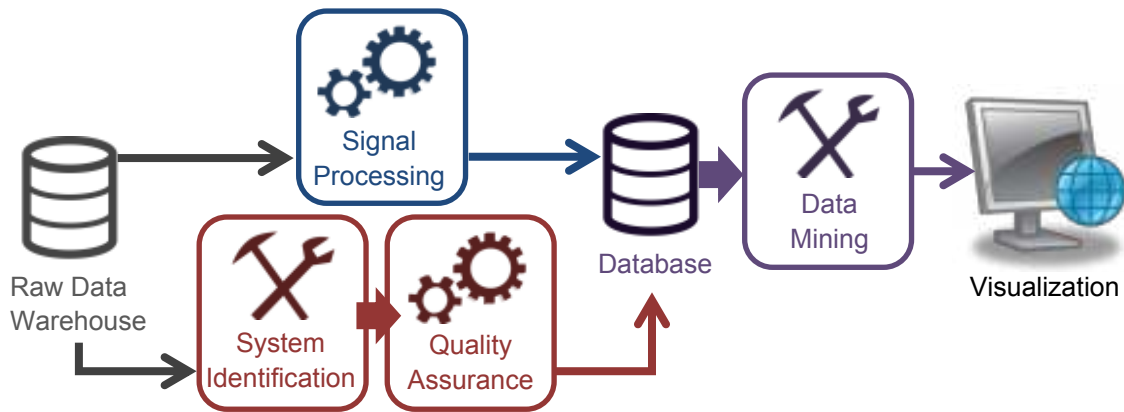 Signal
Processing
Raw Data
Warehouse
System
Identification
Quality
Assurance
Database
Data
Mining
Visualization